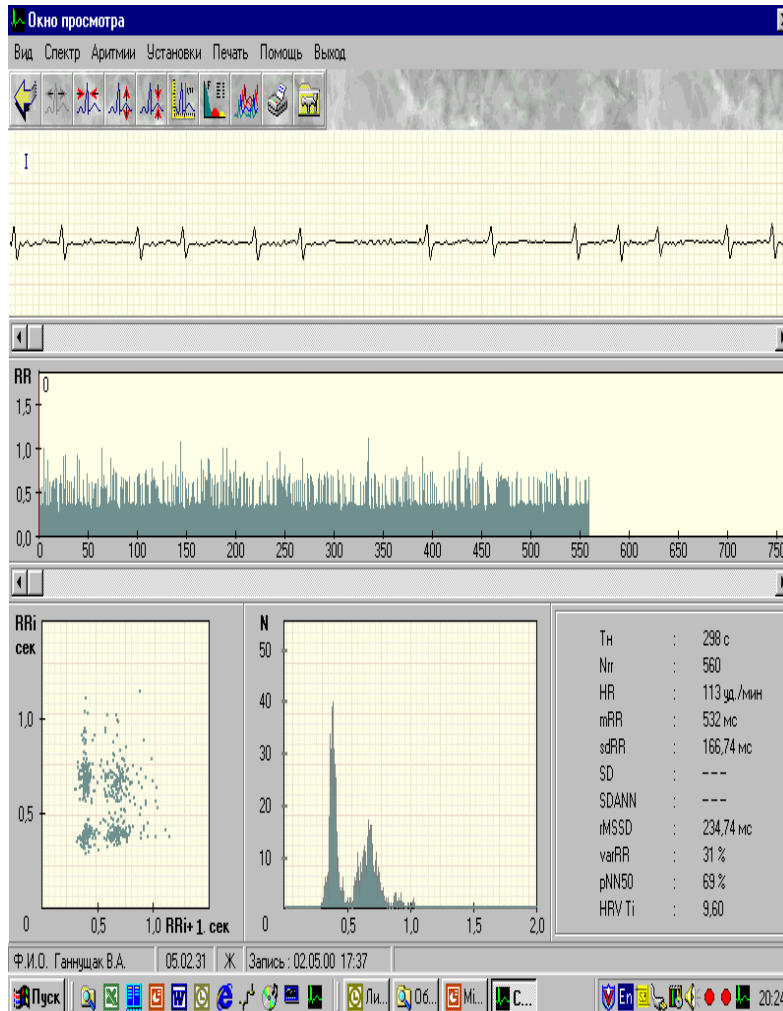 Окно просмотра
Вид Спектр Аритмии Установки Печать Помощь Выход
I
RR
0
1,5
1,0
0,5
0,0
0 50 100 150 200 250 300 350 400 450 500 550 600 650 700 750
RRi
сек
1,0
0,5
0 0,5 1,0 RRi+1. сек
N
50
40
30
20
10
0 0,5 1,0 1,5 2,0
Tн : 298 с
Nrr : 560
HR : 113 уд./мин
mRR : 532 мс
sdRR : 166,74 мс
SD : ---
SDANN : ---
rMSSD : 234,74 мс
varRR : 31 %
pNN50 : 69 %
HRV Ti : 9,60
Ф.И.О. Ганнущак В.А. 05.02.31 Ж Запись : 02.05.00 17:37
Пуск Ли... Об... Mi... C... En 20:24